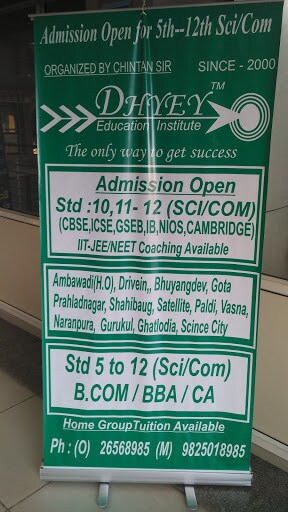 Admission Open for 5th--12th Sci/Com
ORGANIZED BY CHINTAN SIR SINCE - 2000
DHYEY TM
Education Institute
The only way to get success
Admission Open
Std :10,11- 12 (SCI/COM)
(CBSE,ICSE,GSEB,IB,NIOS,CAMBRIDGE)
IIT-JEE/NEET Coaching Available
Ambawadi(H.O), Drivein,, Bhuyangdev, Gota
Prahladnagar, Shahibaug, Satellite, Paldi, Vasna,
Naranpura, Gurukul, Ghatlodia, Scince City
Std 5 to 12 (Sci/Com)
B.COM / BBA / CA
Home GroupTuition Available
Ph : (O) 26568985 (M) 9825018985